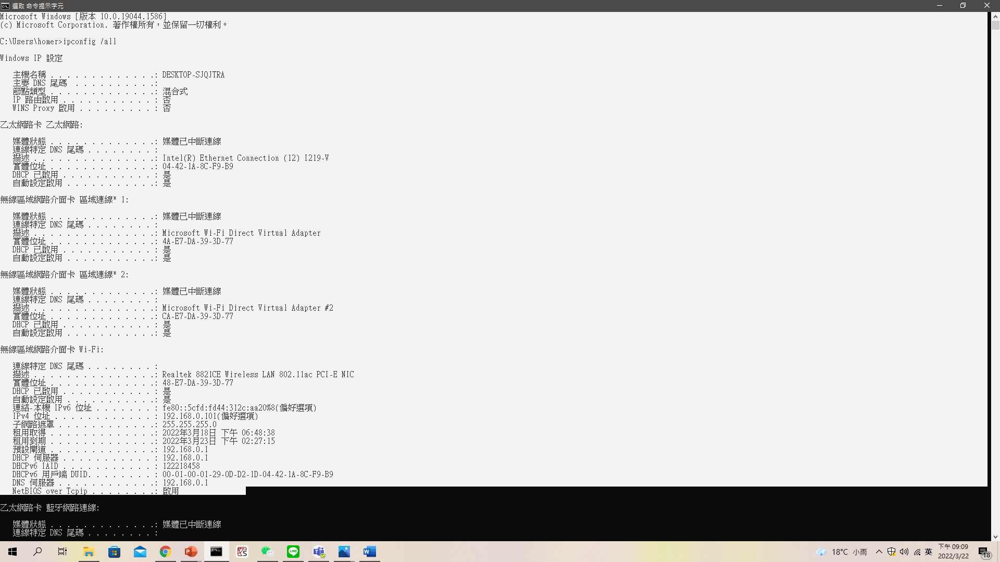 選取 命令提示字元
Microsoft Windows [版本 10.0.19044.1586]
(c) Microsoft Corporation. 著作權所有，並保留一切權利。
C:\Users\homer>ipconfig /all
Windows IP 設定
主機名稱 . . . . . . . . . . . . .: DESKTOP-SJQJTRA
主要 DNS 尾碼  . . . . . . . . . .:
節點類型 . . . . . . . . . . . . .: 混合式
IP 路由啟用 . . . . . . . . . . . : 否
WINS Proxy 啟用 . . . . . . . . . : 否
乙太網路卡 乙太網路:
媒體狀態 . . . . . . . . . . . . .: 媒體已中斷連線
連線特定 DNS 尾碼 . . . . . . . . :
描述 . . . . . . . . . . . . . . .: Intel(R) Ethernet Connection (12) I219-V
實體位址 . . . . . . . . . . . . .: 04-42-1A-8C-F9-B9
DHCP 已啟用 . . . . . . . . . . . : 是
自動設定啟用 . . . . . . . . . . .: 是
無線區域網路介面卡 區域連線* 1:
媒體狀態 . . . . . . . . . . . . .: 媒體已中斷連線
連線特定 DNS 尾碼 . . . . . . . . :
描述 . . . . . . . . . . . . . . .: Microsoft Wi-Fi Direct Virtual Adapter
實體位址 . . . . . . . . . . . . .: 4A-E7-DA-39-3D-77
DHCP 已啟用 . . . . . . . . . . . : 是
自動設定啟用 . . . . . . . . . . .: 是
無線區域網路介面卡 區域連線* 2:
媒體狀態 . . . . . . . . . . . . .: 媒體已中斷連線
連線特定 DNS 尾碼 . . . . . . . . :
描述 . . . . . . . . . . . . . . .: Microsoft Wi-Fi Direct Virtual Adapter #2
實體位址 . . . . . . . . . . . . .: CA-E7-DA-39-3D-77
DHCP 已啟用 . . . . . . . . . . . : 是
自動設定啟用 . . . . . . . . . . .: 是
無線區域網路介面卡 Wi-Fi:
連線特定 DNS 尾碼 . . . . . . . . :
描述 . . . . . . . . . . . . . . .: Realtek 8821CE Wireless LAN 802.11ac PCI-E NIC
實體位址 . . . . . . . . . . . . .: 48-E7-DA-39-3D-77
DHCP 已啟用 . . . . . . . . . . . : 是
自動設定啟用 . . . . . . . . . . .: 是
連結-本機 IPv6 位址 . . . . . . . : fe80::5cfd:fd44:312c:aa20%8(偏好選項)
IPv4 位址 . . . . . . . . . . . . : 192.168.0.101(偏好選項)
子網路遮罩 . . . . . . . . . . . .: 255.255.255.0
租用取得 . . . . . . . . . . . . .: 2022年3月18日 下午 06:48:38
租用到期 . . . . . . . . . . . . .: 2022年3月23日 下午 02:27:15
預設閘道 . . . . . . . . . . . . .: 192.168.0.1
DHCP 伺服器 . . . . . . . . . . . : 192.168.0.1
DHCPv6 IAID . . . . . . . . . . . : 122218458
DHCPv6 用戶端 DUID. . . . . . . . : 00-01-00-01-29-0D-D2-1D-04-42-1A-8C-F9-B9
DNS 伺服器 . . . . . . . . . . . .: 192.168.0.1
NetBIOS over Tcpip . . . . . . . .: 啟用
乙太網路卡 藍牙網路連線:
媒體狀態 . . . . . . . . . . . . .: 媒體已中斷連線
連線特定 DNS 尾碼 . . . . . . . . :
18°C 小雨
英
下午 09:09
2022/3/22
18